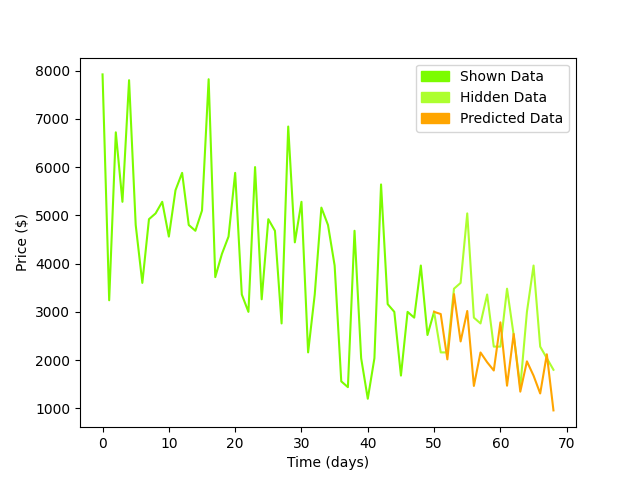 Shown Data
Hidden Data
Predicted Data
8000
7000
6000
5000
4000
3000
2000
1000
Price ($)
0 10 20 30 40 50 60 70
Time (days)